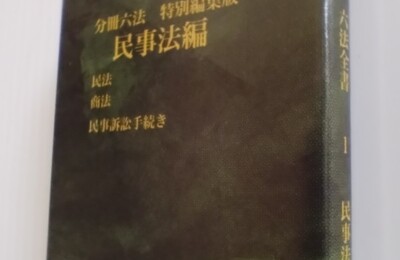 分冊六法 特別編集版
民事法編
民法
商法
民事訴訟手続き
六法全書 I 民事法